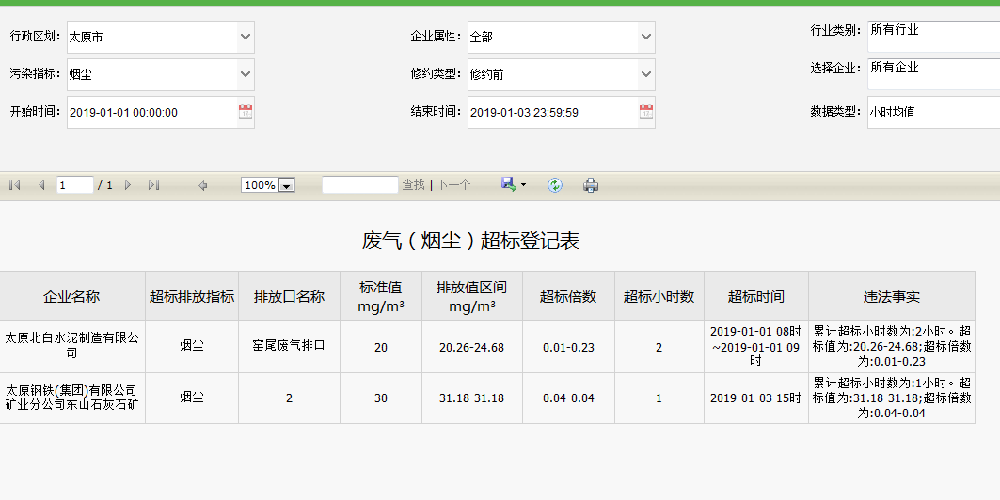 行政区划： 太原市 企业属性： 全部 行业类别： 所有行业
污染指标： 烟尘 修约类型： 修约前 选择企业： 所有企业
开始时间： 2019-01-01 00:00:00 结束时间： 2019-01-03 23:59:59 数据类型： 小时均值
1 / 1 100% 查找 | 下一个
废气（烟尘）超标登记表
企业名称 超标排放指标 排放口名称 标准值 mg/m³ 排放值区间 mg/m³ 超标倍数 超标小时数 超标时间 违法事实
太原北白水泥制造有限公
司
烟尘
窑尾废气排口
20
20.26-24.68
0.01-0.23
2
2019-01-01 08时
~2019-01-01 09
时
累计超标小时数为:2小时。超
标值为:20.26-24.68;超标倍数
为:0.01-0.23
太原钢铁(集团)有限公司
矿业分公司东山石灰石矿
烟尘
2
30
31.18-31.18
0.04-0.04
1
2019-01-03 15时
累计超标小时数为:1小时。超
标值为:31.18-31.18;超标倍数
为:0.04-0.04